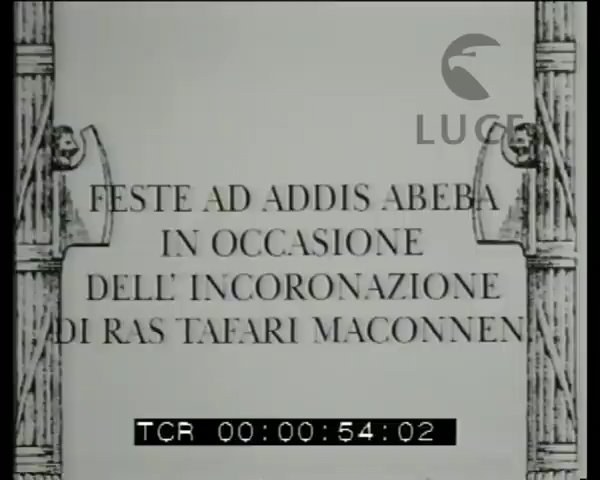 LUCE
FESTE AD ADDIS ABEBA
IN OCCASIONE
DELL' INCORONAZIONE
DI RAS TAFARI MACONNEN
TCR 00:00:54:02